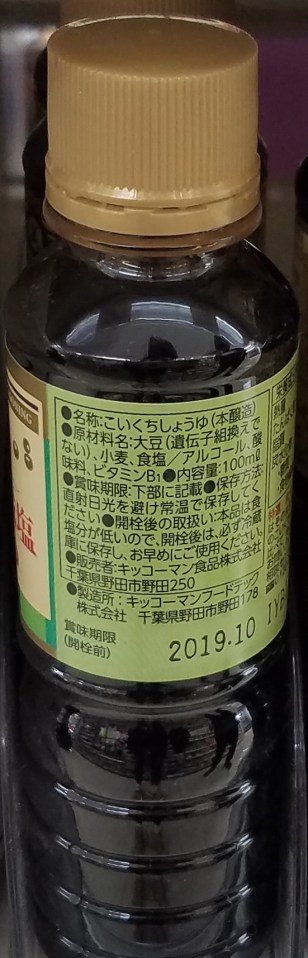 ●名称:こいくちしょうゆ(本醸造)
●原材料名:大豆(遺伝子組換えで
ない)、小麦、食塩/アルコール、酸
味料、ビタミンB₁●内容量:100ml
●賞味期限:下部に記載●保存方法:
直射日光を避け常温で保存してく
ださい●開栓後の取扱い:本品は食
塩分が低いので、開栓後は、必ず冷蔵
庫に保存し、お早めにご使用ください。
●販売者:キッコーマン食品株式会社
千葉県野田市野田250
●製造所:キッコーマンフードテック
株式会社 千葉県野田市野田178
賞味期限
(開栓前)
2019.10
塩